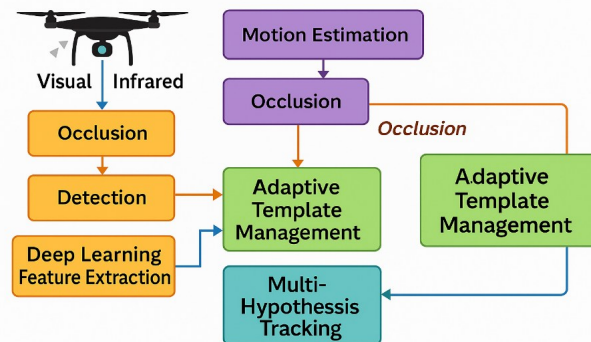 Visual Infrared
Occlusion
Detection
Deep Learning
Feature Extraction
Motion Estimation
Occlusion
Occlusion
Adaptive
Template
Management
Adaptive
Template
Management
Multi-
Hypothessis
Tracking